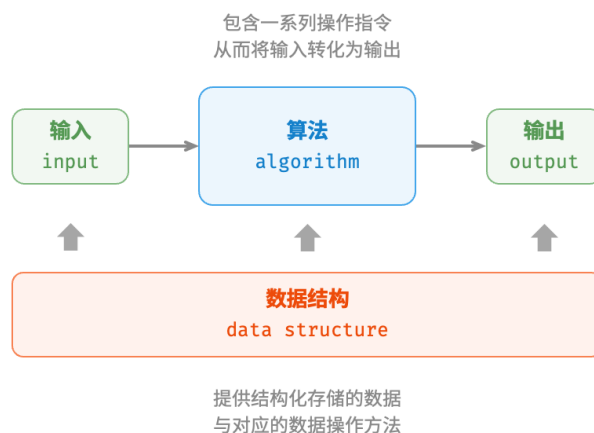 包含一系列操作指令
从而将输入转化为输出
输入
input
算法
algorithm
输出
output
数据结构
data structure
提供结构化存储的数据
与对应的数据操作方法